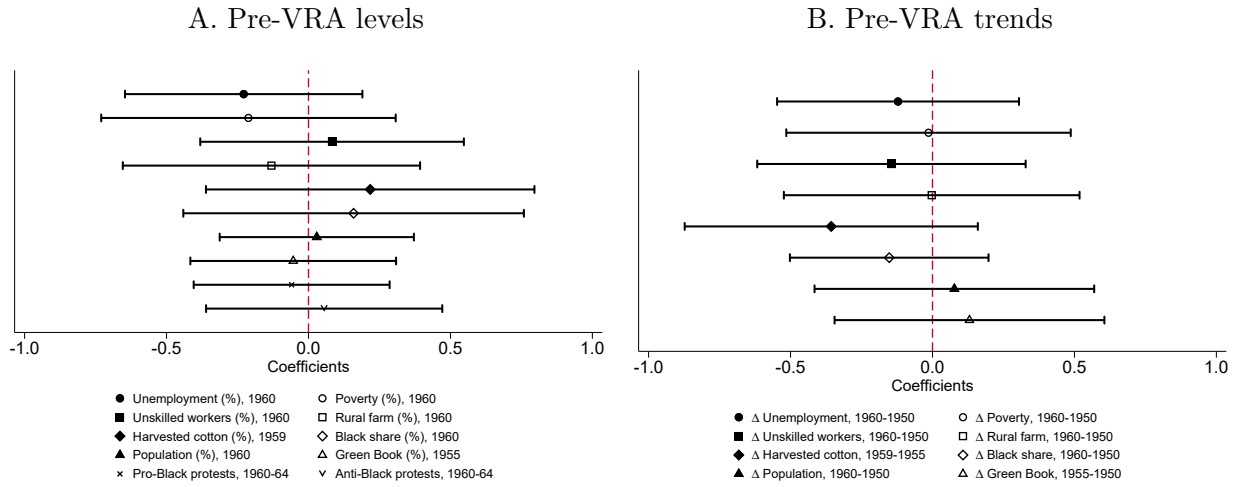 A. Pre-VRA levels
-1.0 -0.5 0.0 0.5 1.0
Coefficients
Unemployment (%), 1960 Poverty (%), 1960
Unskilled workers (%), 1960 Rural farm (%), 1960
Harvested cotton (%), 1959 Black share (%), 1960
Population (%), 1960 Green Book (%), 1955
Pro-Black protests, 1960-64 Anti-Black protests, 1960-64
B. Pre-VRA trends
-1.0 -0.5 0.0 0.5 1.0
Coefficients
Δ Unemployment, 1960-1950 Δ Poverty, 1960-1950
Δ Unskilled workers, 1960-1950 Δ Rural farm, 1960-1950
Δ Harvested cotton, 1959-1955 Δ Black share, 1960-1950
Δ Population, 1960-1950 Δ Green Book, 1955-1950